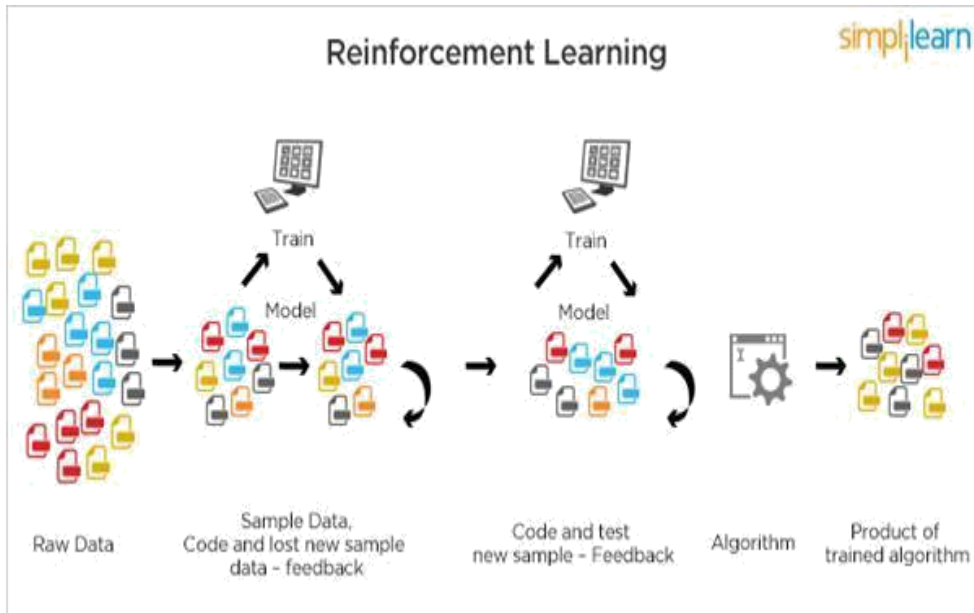 Reinforcement Learning
simplilearn
Train
Train
Model
Model
Raw Data
Sample Data,
Code and lost new sample
data - feedback
Code and test
new sample - Feedback
Algorithm
Product of
trained algorithm